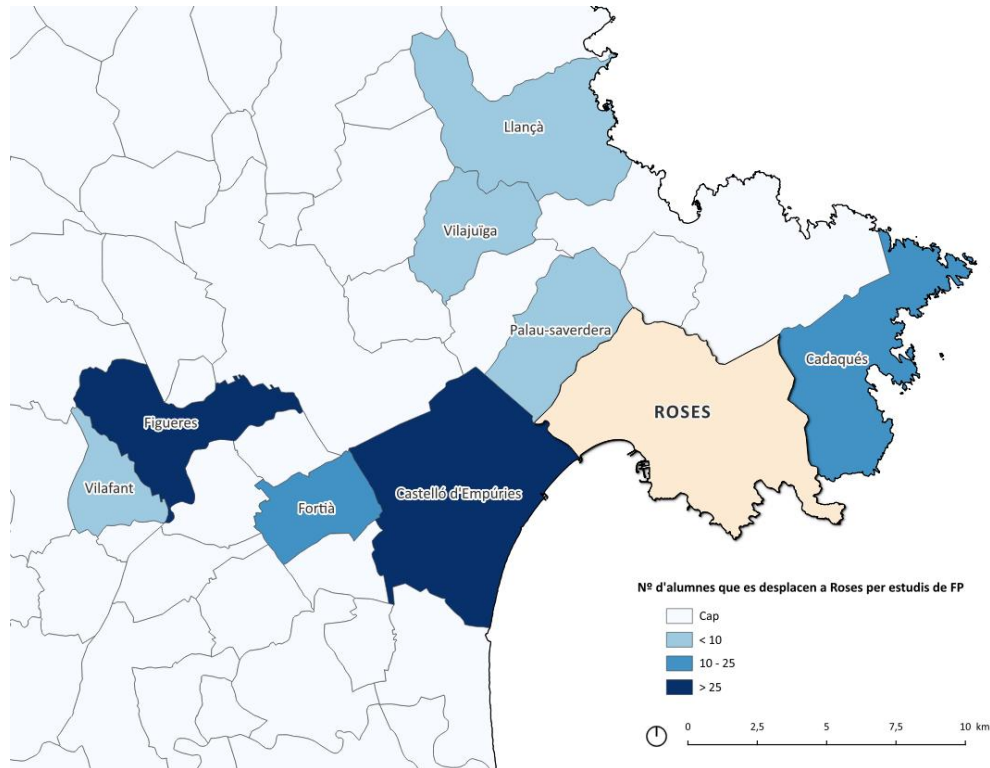 Llançà
Vilajuïga
Palau-saverdera
Cadaqués
ROSES
Figueres
Vilafant
Castelló d'Empúries
Fortià
Nº d'alumnes que es desplacen a Roses per estudis de FP
Cap
< 10
10 - 25
> 25
0 2,5 5 7,5 10 km